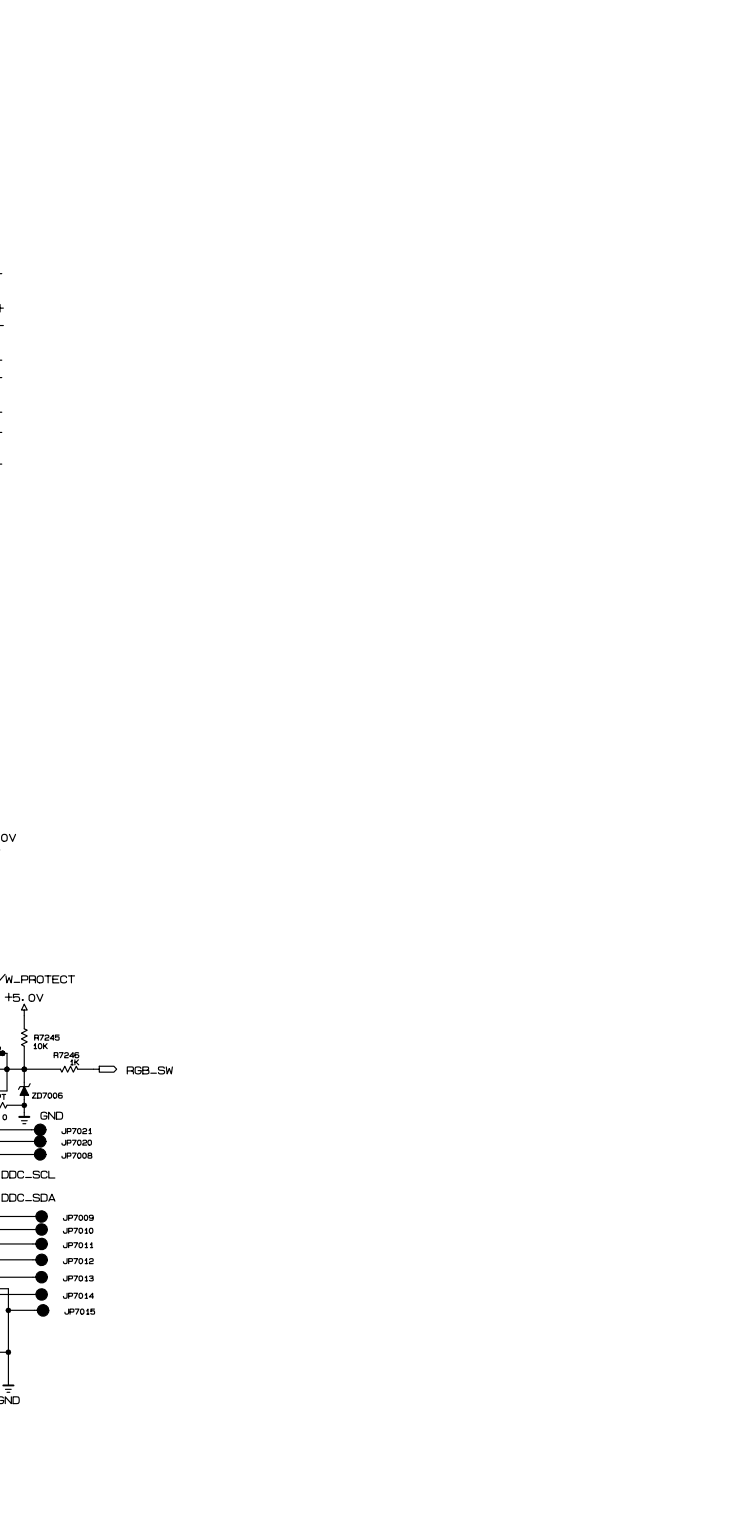 0V
/W_PROTECT
+5.0V
R7245
10K
R7246
1K
RGB_SW
ZD7006
0
GND
JP7021
JP7020
JP7008
DDC_SCL
DDC_SDA
JP7009
JP7010
JP7011
JP7012
JP7013
JP7014
JP7015
GND